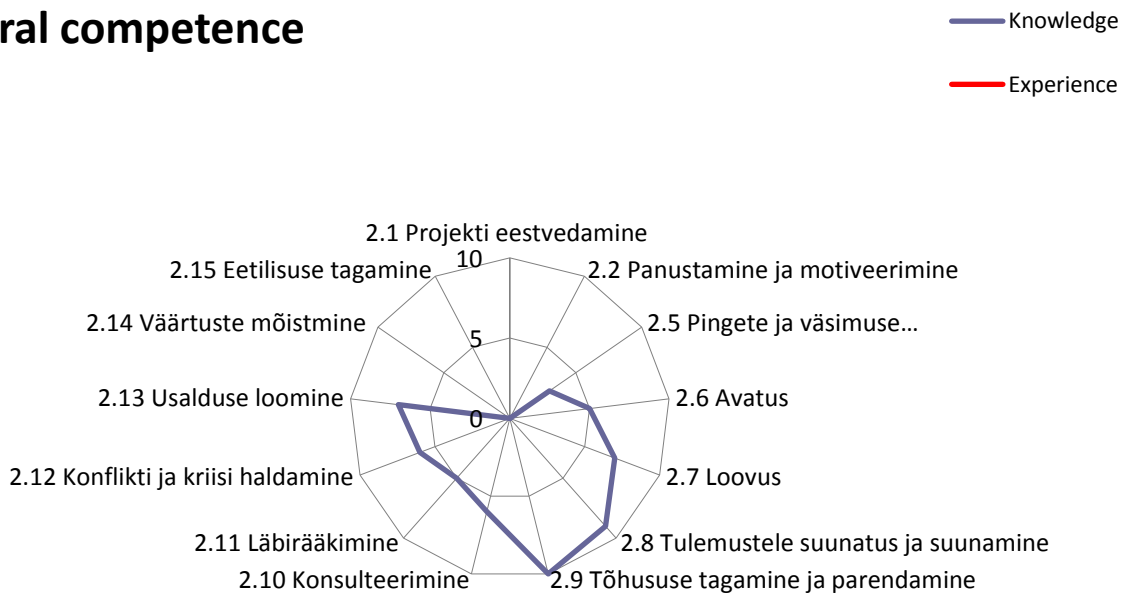 ral competence
Knowledge
Experience
2.1 Projekti eestvedamine
2.2 Panustamine ja motiveerimine
2.5 Pingete ja väsimuse...
2.6 Avatus
2.7 Loovus
2.8 Tulemustele suunatus ja suunamine
2.9 Tõhususe tagamine ja parendamine
2.10 Konsulteerimine
2.11 Läbirääkimine
2.12 Konflikti ja kriisi haldamine
2.13 Usalduse loomine
2.14 Väärtuste mõistmine
2.15 Eetilisuse tagamine
10
5
0